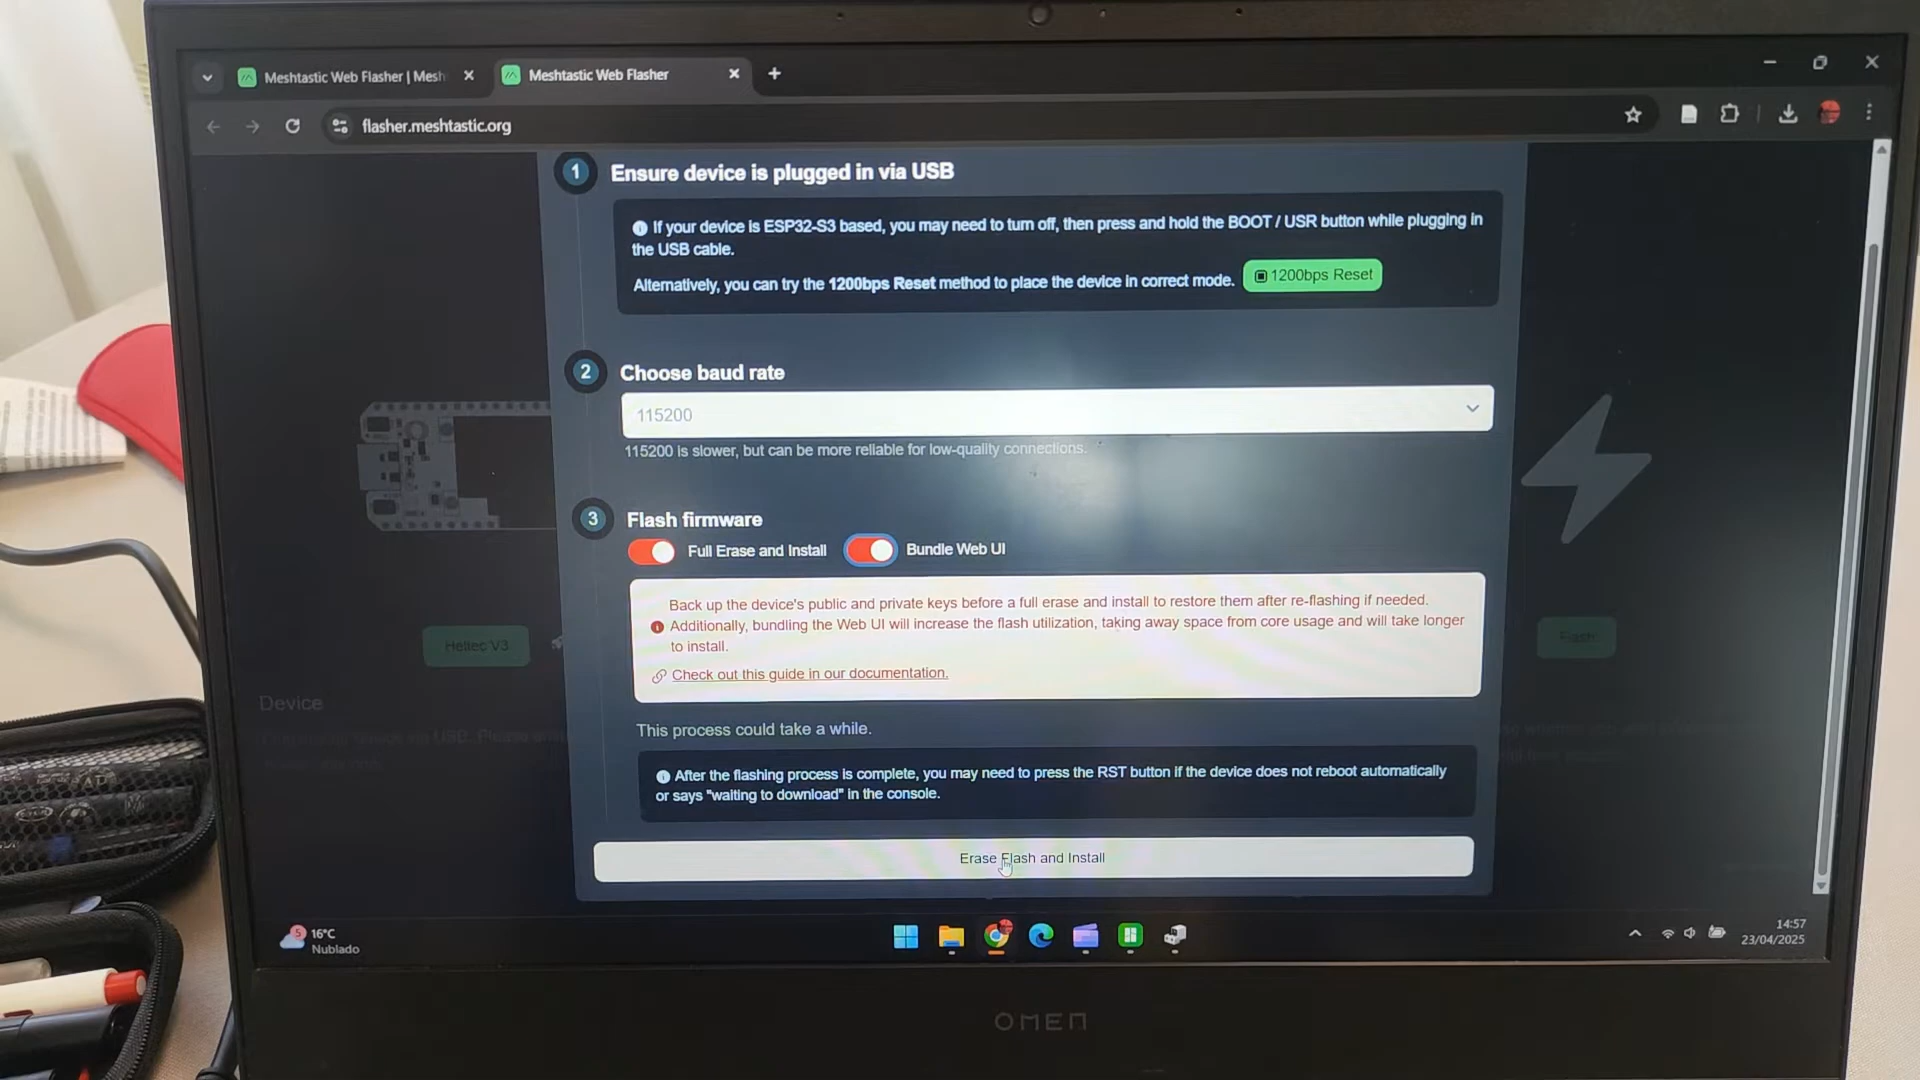 Meshtastic Web Flasher | Mesh
Meshtastic Web Flasher
flasher.meshtastic.org
1
Ensure device is plugged in via USB
If your device is ESP32-S3 based, you may need to turn off, then press and hold the BOOT / USR button while plugging in
the USB cable.
Alternatively, you can try the 1200bps Reset method to place the device in correct mode.
1200bps Reset
2
Choose baud rate
115200
115200 is slower, but can be more reliable for low-quality connections.
3
Flash firmware
Full Erase and Install
Bundle Web UI
Back up the device's public and private keys before a full erase and install to restore them after re-flashing if needed.
Additionally, bundling the Web UI will increase the flash utilization, taking away space from core usage and will take longer
to install.
Check out this guide in our documentation.
Heltec V3
Flash
Device
This process could take a while.
After the flashing process is complete, you may need to press the RST button if the device does not reboot automatically
or says "waiting to download" in the console.
Erase Flash and Install
5
16°C
Nublado
14:57
23/04/2025
OMEN